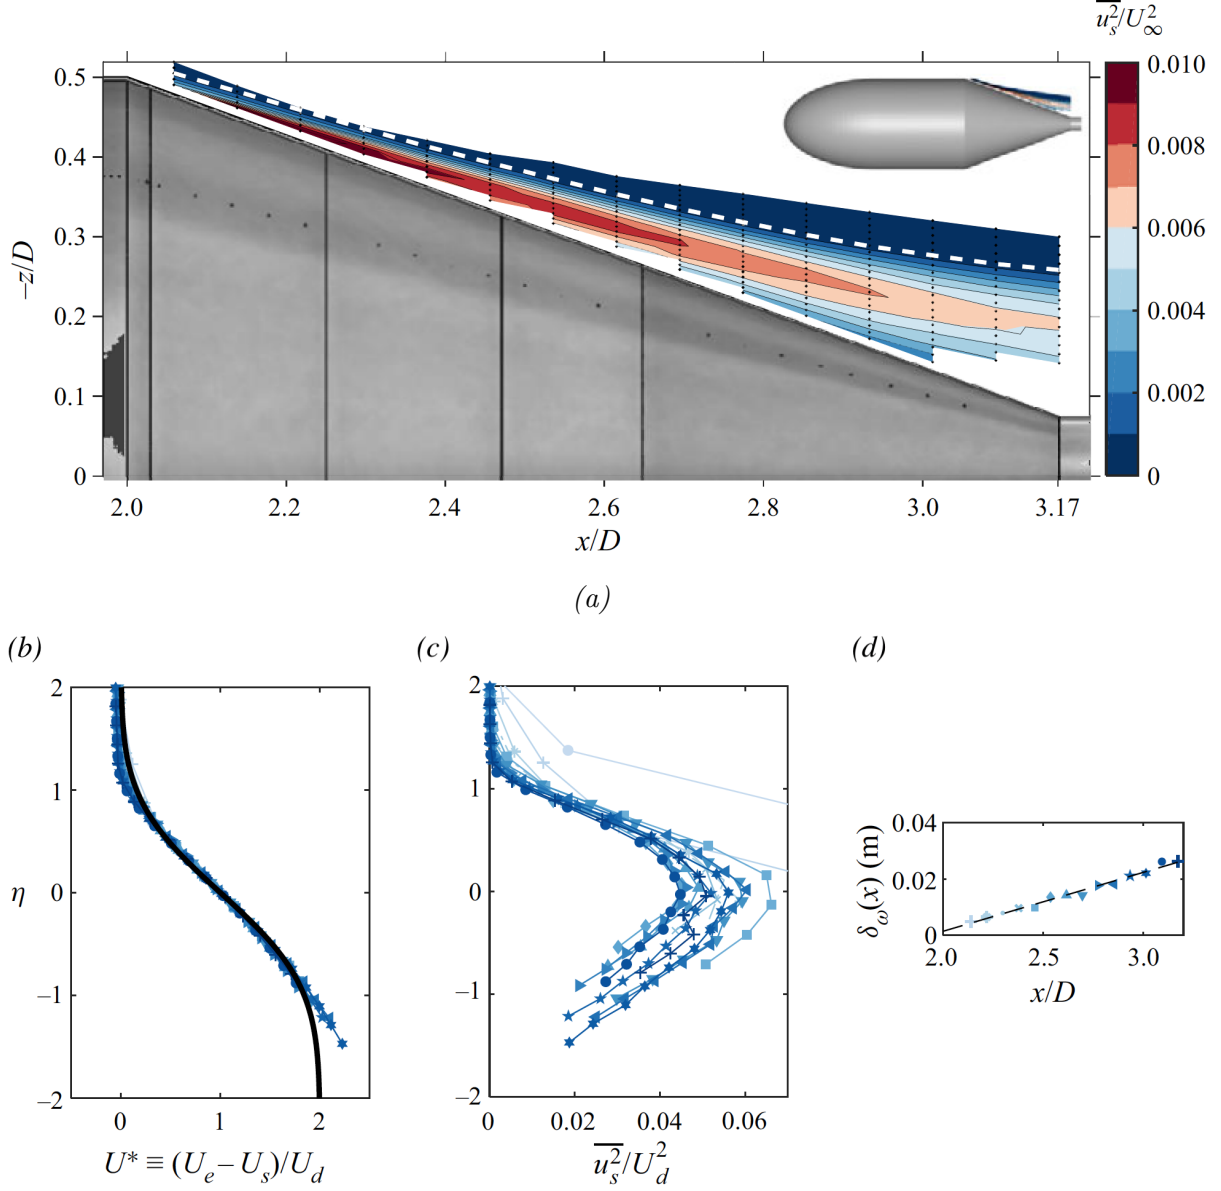 $\overline{u_s^2}/U_\infty^2$
0.5
0.4
0.3
0.2
0.1
0
−z/D
2.0 2.2 2.4 2.6 2.8 3.0 3.17
x/D
0.010
0.008
0.006
0.004
0.002
0
(a)
(b)
2
1
0
−1
−2
η
0 1 2
U* ≡ (U_e – U_s)/U_d
(c)
2
1
0
−1
−2
0 0.02 0.04 0.06
$\overline{u_s^2}/U_d^2$
(d)
0.04
0.02
0
δ_ω(x) (m)
2.0 2.5 3.0
x/D